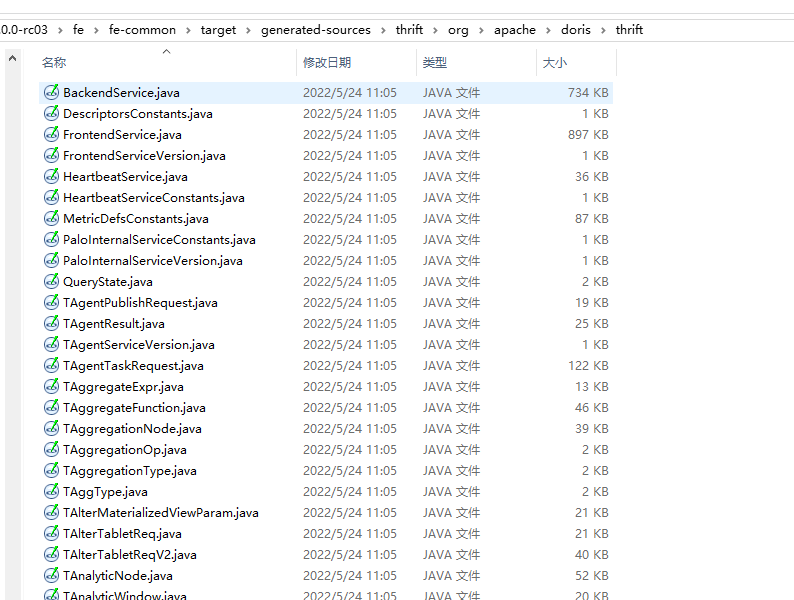 .0.0-rc03 > fe > fe-common > target > generated-sources > thrift > org > apache > doris > thrift
名称 修改日期 类型 大小
BackendService.java 2022/5/24 11:05 JAVA 文件 734 KB
DescriptorsConstants.java 2022/5/24 11:05 JAVA 文件 1 KB
FrontendService.java 2022/5/24 11:05 JAVA 文件 897 KB
FrontendServiceVersion.java 2022/5/24 11:05 JAVA 文件 1 KB
HeartbeatService.java 2022/5/24 11:05 JAVA 文件 36 KB
HeartbeatServiceConstants.java 2022/5/24 11:05 JAVA 文件 1 KB
MetricDefsConstants.java 2022/5/24 11:05 JAVA 文件 87 KB
PaloInternalServiceConstants.java 2022/5/24 11:05 JAVA 文件 1 KB
PaloInternalServiceVersion.java 2022/5/24 11:05 JAVA 文件 1 KB
QueryState.java 2022/5/24 11:05 JAVA 文件 2 KB
TAgentPublishRequest.java 2022/5/24 11:05 JAVA 文件 19 KB
TAgentResult.java 2022/5/24 11:05 JAVA 文件 25 KB
TAgentServiceVersion.java 2022/5/24 11:05 JAVA 文件 1 KB
TAgentTaskRequest.java 2022/5/24 11:05 JAVA 文件 122 KB
TAggregateExpr.java 2022/5/24 11:05 JAVA 文件 13 KB
TAggregateFunction.java 2022/5/24 11:05 JAVA 文件 46 KB
TAggregationNode.java 2022/5/24 11:05 JAVA 文件 39 KB
TAggregationOp.java 2022/5/24 11:05 JAVA 文件 2 KB
TAggregationType.java 2022/5/24 11:05 JAVA 文件 2 KB
TAggType.java 2022/5/24 11:05 JAVA 文件 2 KB
TAlterMaterializedViewParam.java 2022/5/24 11:05 JAVA 文件 21 KB
TAlterTabletReq.java 2022/5/24 11:05 JAVA 文件 21 KB
TAlterTabletReqV2.java 2022/5/24 11:05 JAVA 文件 40 KB
TAnalyticNode.java 2022/5/24 11:05 JAVA 文件 52 KB
TAnalyticWindow.java 2022/5/24 11:05 JAVA 文件 20 KB